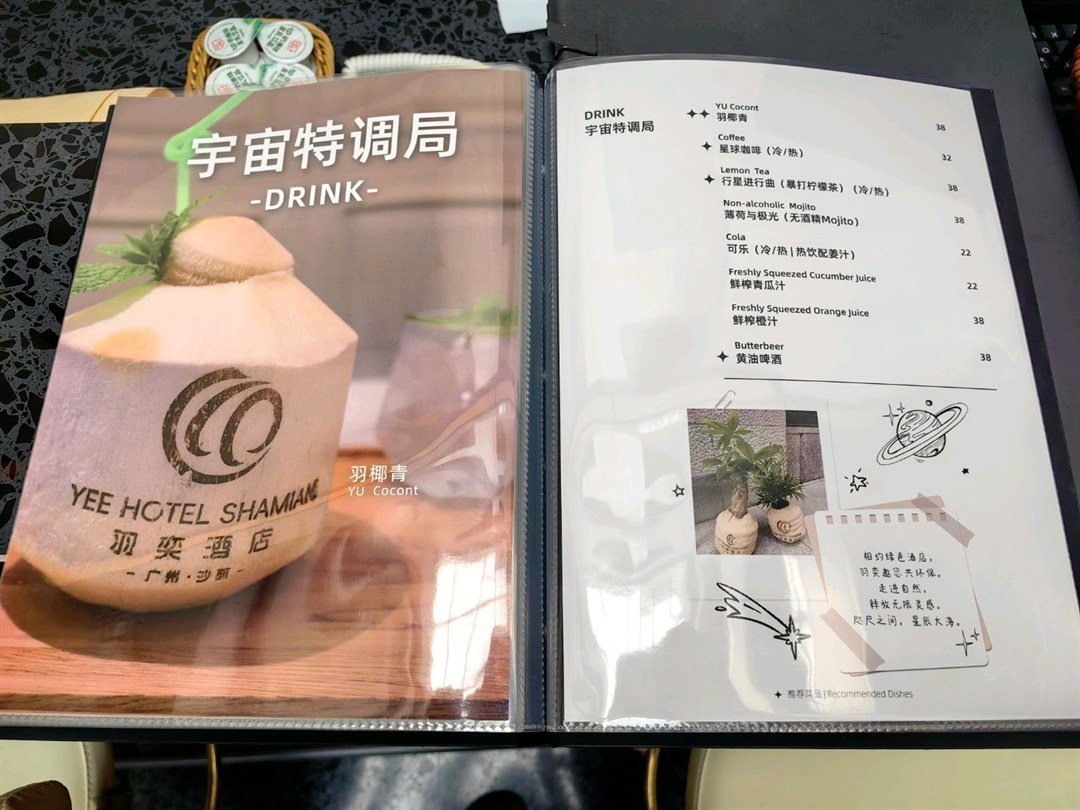 宇宙特调局
-DRINK-
YEE HOTEL SHAMIAN
羽奕酒店
- 广州·沙面 -
羽椰青
YU Cocont
DRINK
宇宙特调局
YU Cocont
羽椰青 38
Coffee
星球咖啡（冷/热） 32
Lemon Tea
行星进行曲（暴打柠檬茶）（冷/热） 38
Non-alcoholic Mojito
薄荷与极光（无酒精Mojito） 38
Cola
可乐（冷/热|热饮配姜汁） 22
Freshly Squeezed Cucumber Juice
鲜榨青瓜汁 22
Freshly Squeezed Orange Juice
鲜榨橙汁 38
Butterbeer
黄油啤酒 38
相约绿色酒店，
羽奕邀您共环保。
走进自然，
释放无限灵感。
咫尺之间，星辰大海。
推荐菜品 | Recommended Dishes